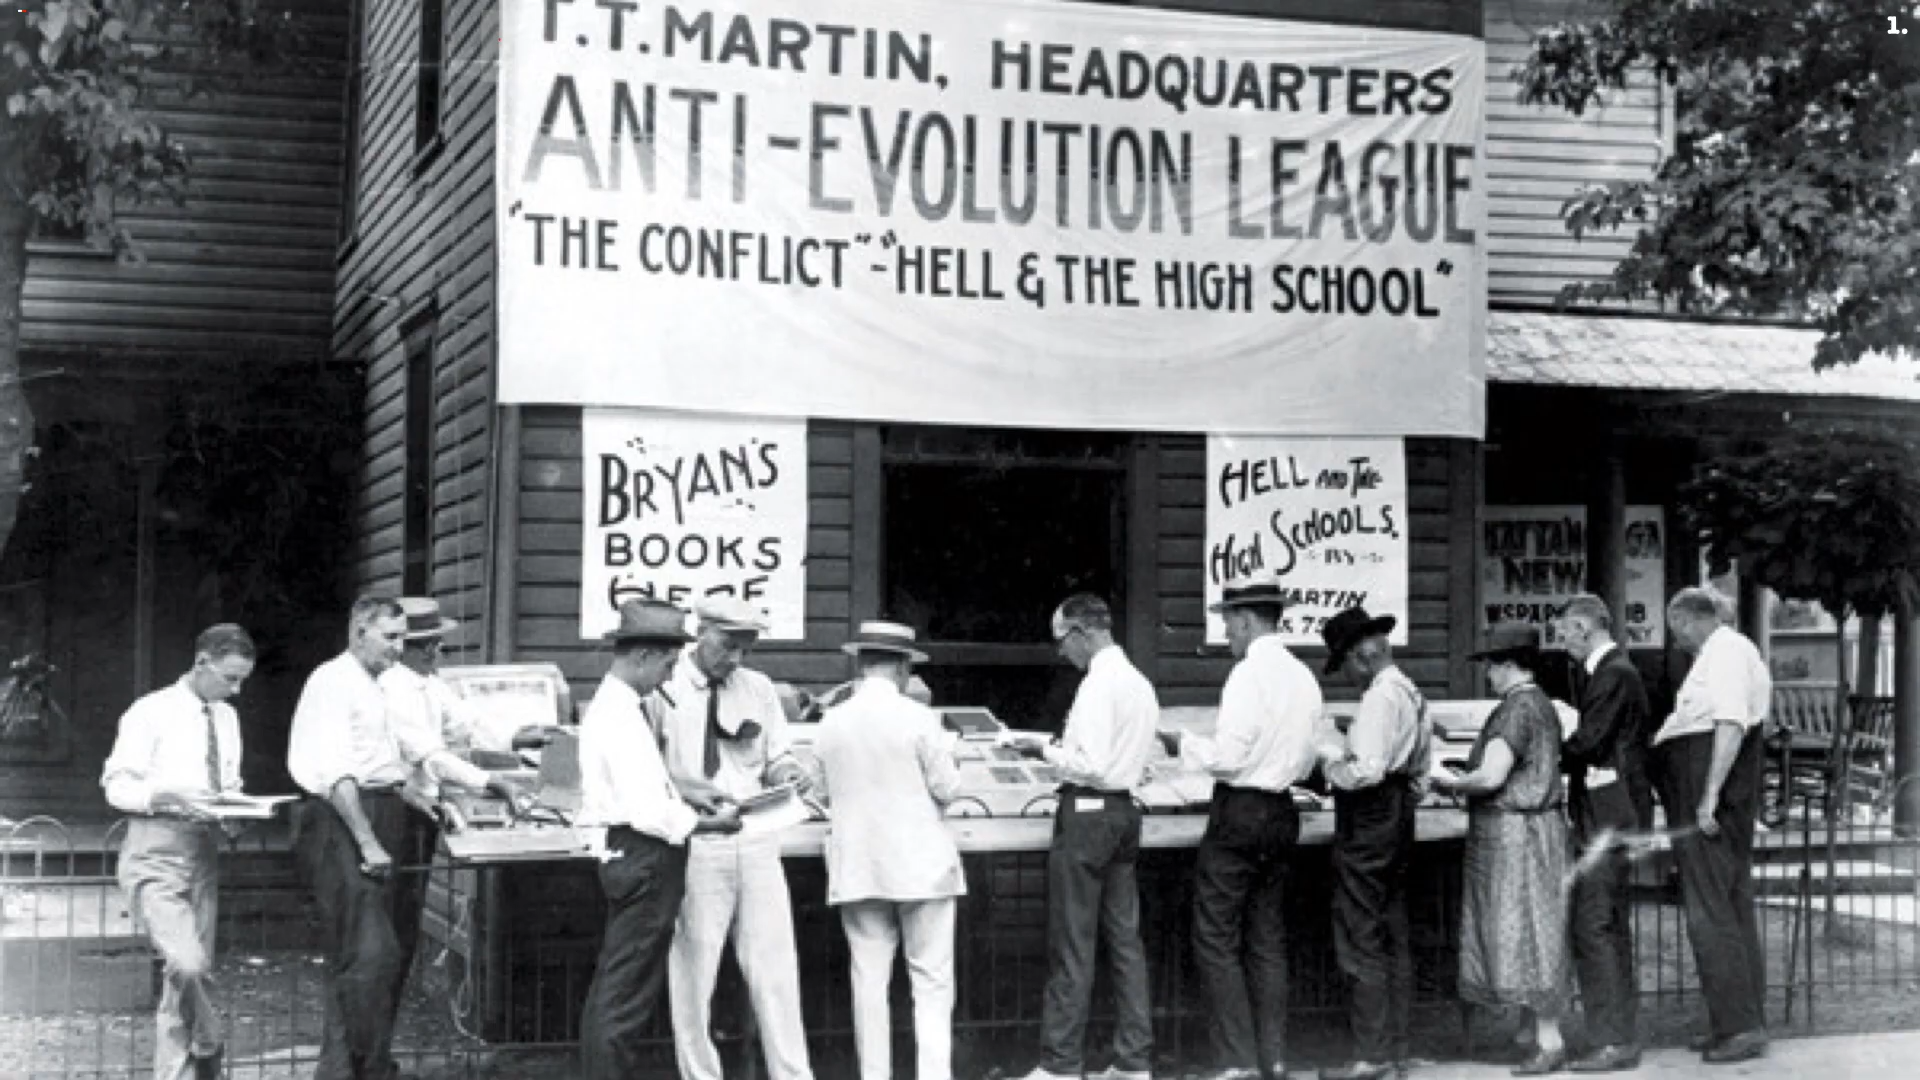 1.
T.T. MARTIN, HEADQUARTERS
ANTI-EVOLUTION LEAGUE
"THE CONFLICT"-"HELL & THE HIGH SCHOOL"
"BRYAN'S"
BOOKS
HERE
HELL AND THE
HIGH SCHOOLS.
BY
MARTIN
NEW